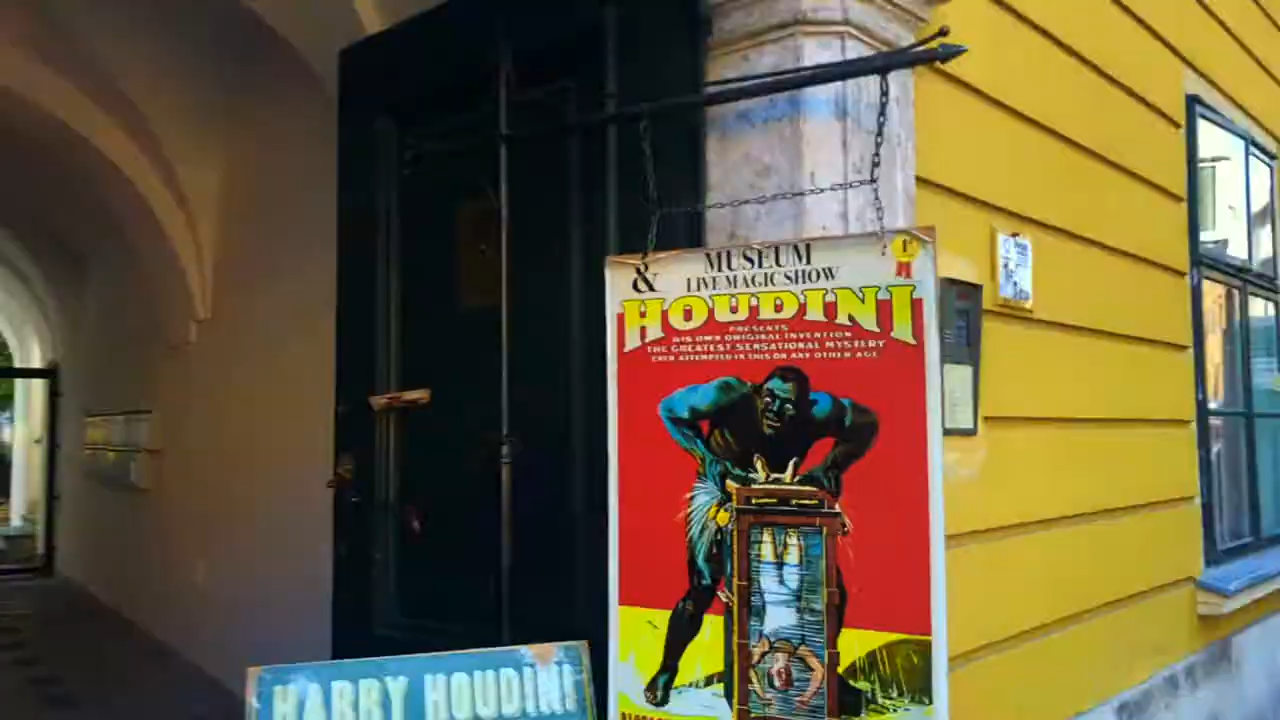 MUSEUM
& LIVE MAGIC SHOW
HOUDINI
PRESENTS
HIS OWN ORIGINAL INVENTION
THE GREATEST SENSATIONAL MYSTERY
EVER ATTEMPTED IN THIS OR ANY OTHER AGE
HARRY HOUDINI